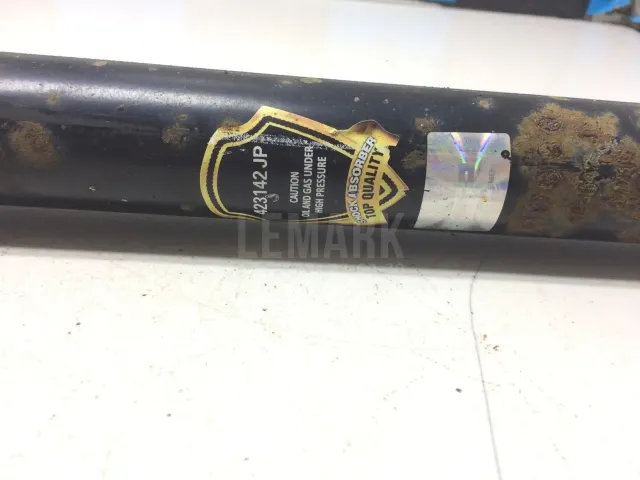 423142 JP
CAUTION
OIL AND GAS UNDER
HIGH PRESSURE
SHOCK ABSORBER
TOP QUALITY
LEMARK